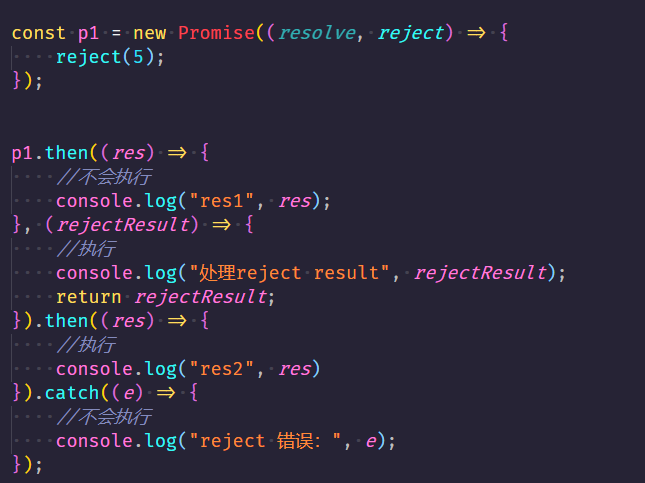 const p1 = new Promise((resolve, reject) => {
    reject(5);
});
p1.then((res) => {
    //不会执行
    console.log("res1", res);
}, (rejectResult) => {
    //执行
    console.log("处理reject result", rejectResult);
    return rejectResult;
}).then((res) => {
    //执行
    console.log("res2", res)
}).catch((e) => {
    //不会执行
    console.log("reject 错误：", e);
});